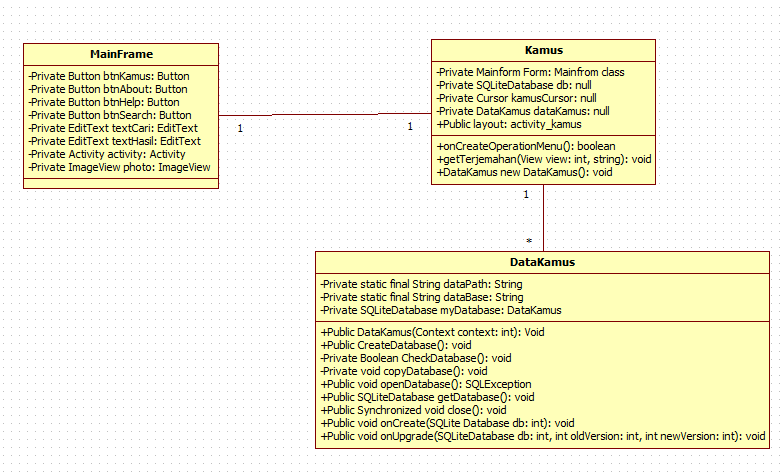 MainFrame
-Private Button btnKamus: Button
-Private Button btnAbout: Button
-Private Button btnHelp: Button
-Private Button btnSearch: Button
-Private EditText textCari: EditText
-Private EditText textHasil: EditText
-Private Activity activity: Activity
-Private ImageView photo: ImageView
1
1
Kamus
-Private Mainform Form: Mainfrom class
-Private SQLiteDatabase db: null
-Private Cursor kamusCursor: null
-Private DataKamus dataKamus: null
+Public layout: activity_kamus
+onCreateOperationMenu(): boolean
+getTerjemahan(View view: int, string): void
+DataKamus new DataKamus(): void
1
*
DataKamus
-Private static final String dataPath: String
-Private static final String dataBase: String
-Private SQLiteDatabase myDatabase: DataKamus
+Public DataKamus(Context context: int): Void
+Public CreateDatabase(): void
-Private Boolean CheckDatabase(): void
-Private void copyDatabase(): void
+Public void openDatabase(): SQLException
+Public SQLiteDatabase getDatabase(): void
+Public Synchronized void close(): void
+Public void onCreate(SQLite Database db: int): void
+Public void onUpgrade(SQLiteDatabase db: int, int oldVersion: int, int newVersion: int): void